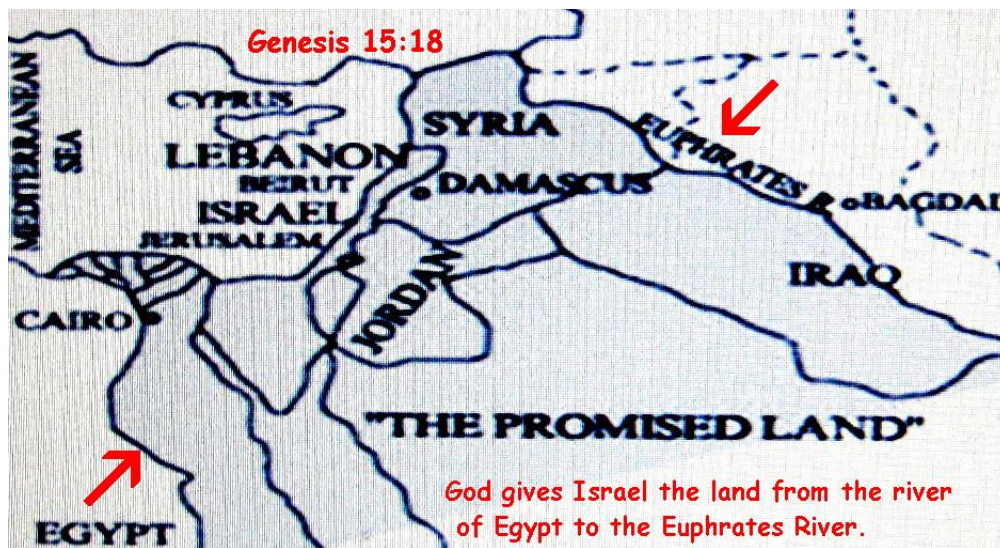 Genesis 15:18
MEDITERRANEAN
SEA
CYPRUS
SYRIA
EUPHRATES R
LEBANON
BEIRUT
DAMASCUS
BAGDAD
ISRAEL
JERUSALEM
JORDAN
IRAQ
CAIRO
"THE PROMISED LAND"
God gives Israel the land from the river
of Egypt to the Euphrates River.
EGYPT